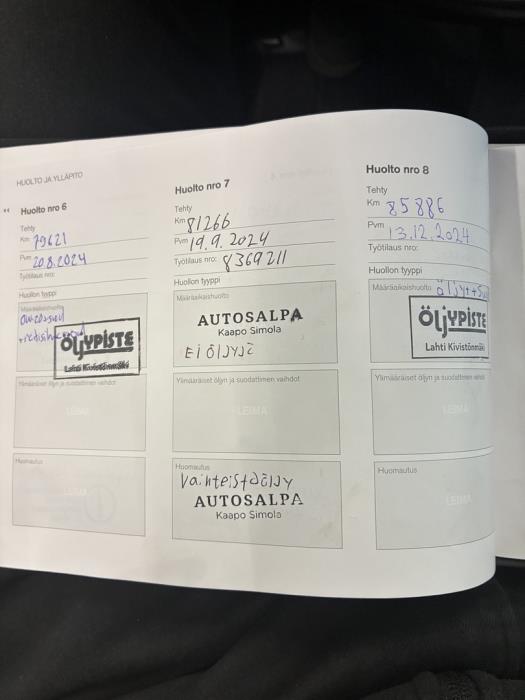 HUOLTO JA YLLÄPITO
Huolto nro 6
Tehty
Km 79621
Pvm 20.8.2024
Työtilaus nro:
Huollon tyyppi
Määräaikaishuolto
ÖljYPISTE
Lahti Kivistönmäki
Ylimääräiset öljyn ja suodattimen vaihdot
LEIMA
Huomautus
LEIMA
Huolto nro 7
Tehty
Km 81266
Pvm 19.9.2024
Työtilaus nro: 8369211
Huollon tyyppi
Määräaikaishuolto
AUTOSALPA
Kaapo Simola
Ei öljyjä
Ylimääräiset öljyn ja suodattimen vaihdot
LEIMA
Huomautus
Vaihteistööljy
AUTOSALPA
Kaapo Simola
Huolto nro 8
Tehty
Km 85886
Pvm 13.12.2024
Työtilaus nro:
Huollon tyyppi
Määräaikaishuolto
ÖljYPISTE
Lahti Kivistönmäki
Ylimääräiset öljyn ja suodattimen vaihdot
LEIMA
Huomautus
LEIMA